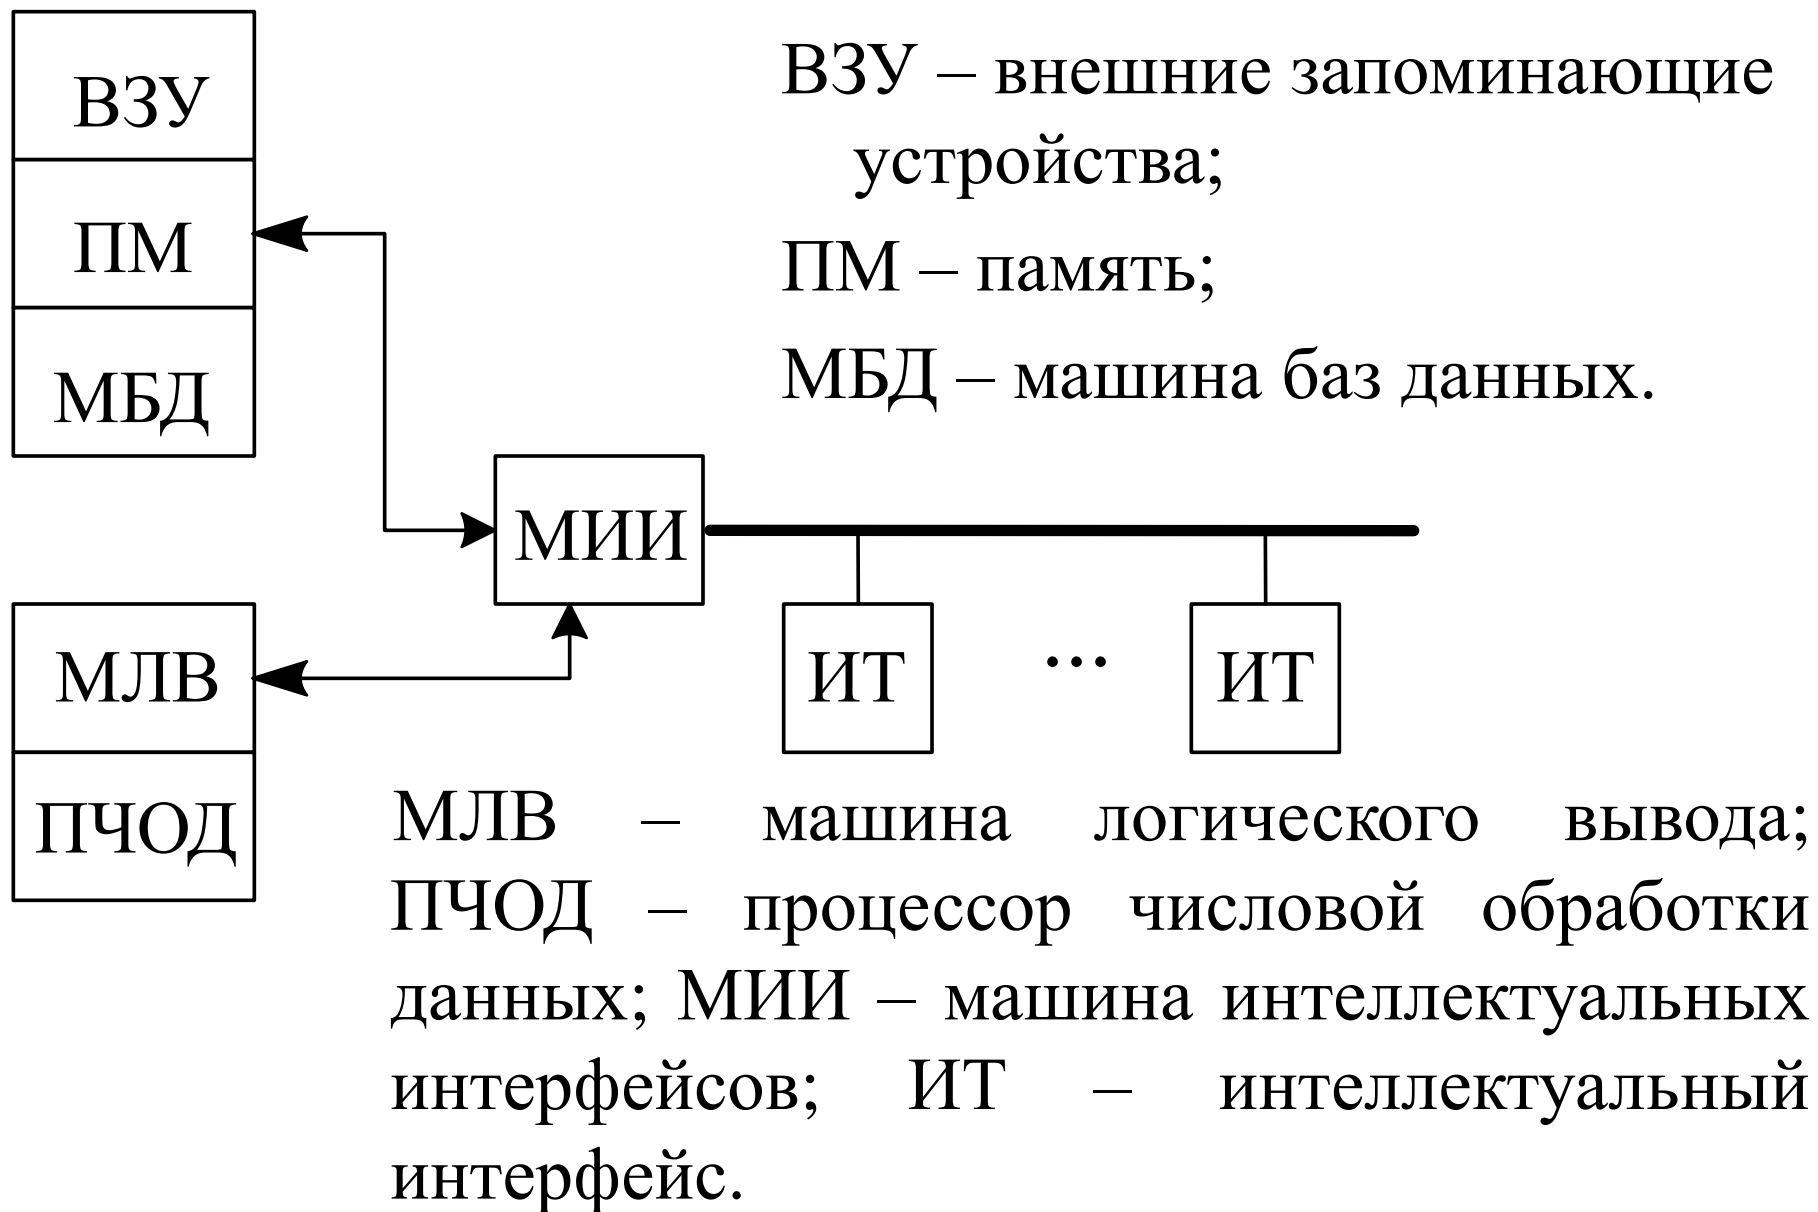 ВЗУ
ПМ
МБД
ВЗУ – внешние запоминающие
устройства;
ПМ – память;
МБД – машина баз данных.
МИИ
МЛВ
ПЧОД
ИТ
...
ИТ
МЛВ – машина логического вывода;
ПЧОД – процессор числовой обработки
данных; МИИ – машина интеллектуальных
интерфейсов; ИТ – интеллектуальный
интерфейс.